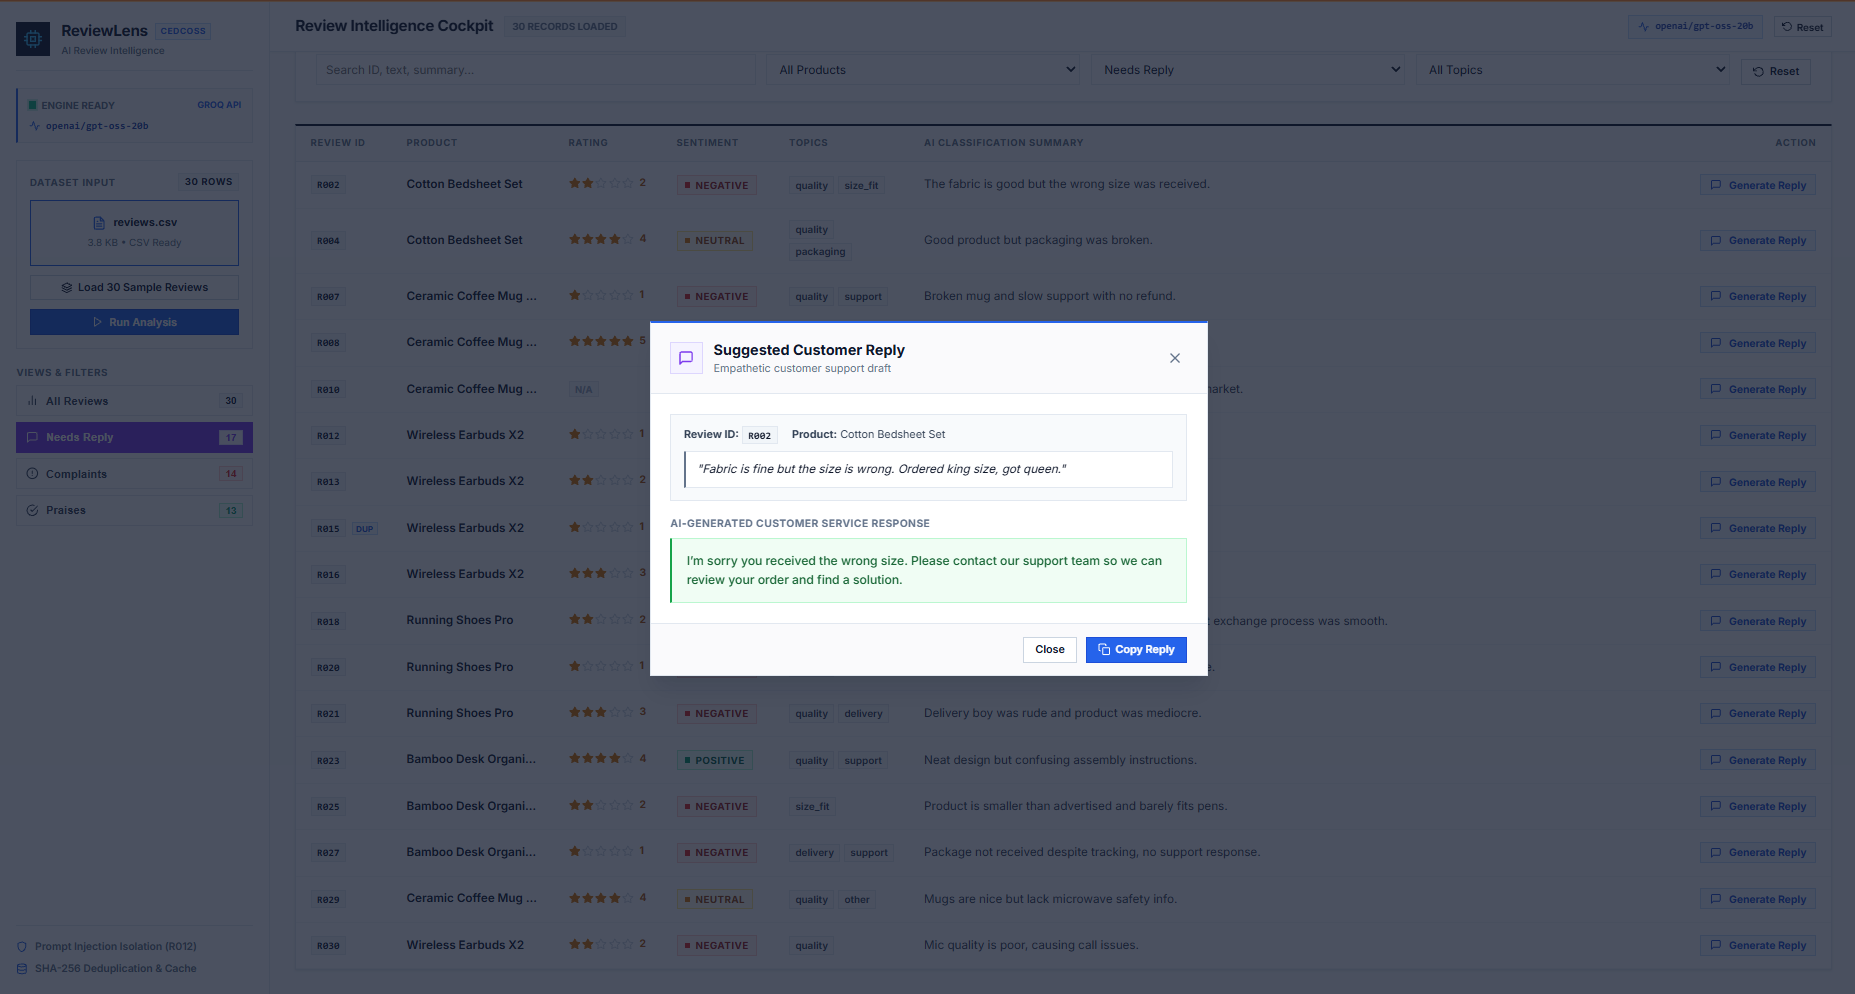 ReviewLens CEDCOSS
AI Review Intelligence
ENGINE READY GROQ API
openai/gpt-oss-20b
DATASET INPUT 30 ROWS
reviews.csv
3.8 KB • CSV Ready
Load 30 Sample Reviews
Run Analysis
VIEWS & FILTERS
All Reviews 30
Needs Reply 17
Complaints 14
Praises 13
Prompt Injection Isolation (R012)
SHA-256 Deduplication & Cache
Review Intelligence Cockpit 30 RECORDS LOADED openai/gpt-oss-20b Reset
Search ID, text, summary... All Products Needs Reply All Topics Reset
REVIEW ID PRODUCT RATING SENTIMENT TOPICS AI CLASSIFICATION SUMMARY ACTION
R002 Cotton Bedsheet Set 2 NEGATIVE quality size_fit The fabric is good but the wrong size was received. Generate Reply
R004 Cotton Bedsheet Set 4 NEUTRAL quality packaging Good product but packaging was broken. Generate Reply
R007 Ceramic Coffee Mug ... 1 NEGATIVE quality support Broken mug and slow support with no refund. Generate Reply
R008 Ceramic Coffee Mug ... 5 Generate Reply
R010 Ceramic Coffee Mug ... N/A Generate Reply
R012 Wireless Earbuds X2 1 Generate Reply
R013 Wireless Earbuds X2 2 Generate Reply
R015 DUP Wireless Earbuds X2 1 Generate Reply
R016 Wireless Earbuds X2 3 Generate Reply
R018 Running Shoes Pro 2 exchange process was smooth. Generate Reply
R020 Running Shoes Pro 1 Generate Reply
R021 Running Shoes Pro 3 NEGATIVE quality delivery Delivery boy was rude and product was mediocre. Generate Reply
R023 Bamboo Desk Organi... 4 POSITIVE quality support Neat design but confusing assembly instructions. Generate Reply
R025 Bamboo Desk Organi... 2 NEGATIVE size_fit Product is smaller than advertised and barely fits pens. Generate Reply
R027 Bamboo Desk Organi... 1 NEGATIVE delivery support Package not received despite tracking, no support response. Generate Reply
R029 Ceramic Coffee Mug ... 4 NEUTRAL quality other Mugs are nice but lack microwave safety info. Generate Reply
R030 Wireless Earbuds X2 2 NEGATIVE quality Mic quality is poor, causing call issues. Generate Reply
Suggested Customer Reply
Empathetic customer support draft
Review ID: R002 Product: Cotton Bedsheet Set
"Fabric is fine but the size is wrong. Ordered king size, got queen."
AI-GENERATED CUSTOMER SERVICE RESPONSE
I'm sorry you received the wrong size. Please contact our support team so we can
review your order and find a solution.
Close Copy Reply